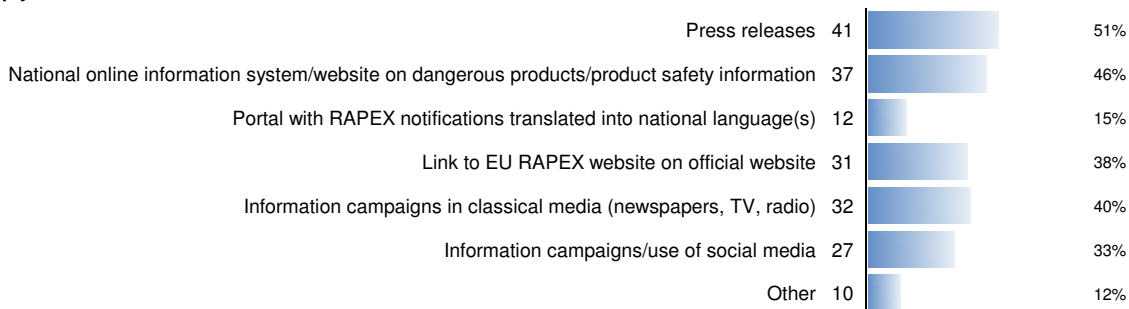 Press releases 41 51%
National online information system/website on dangerous products/product safety information 37 46%
Portal with RAPEX notifications translated into national language(s) 12 15%
Link to EU RAPEX website on official website 31 38%
Information campaigns in classical media (newspapers, TV, radio) 32 40%
Information campaigns/use of social media 27 33%
Other 10 12%